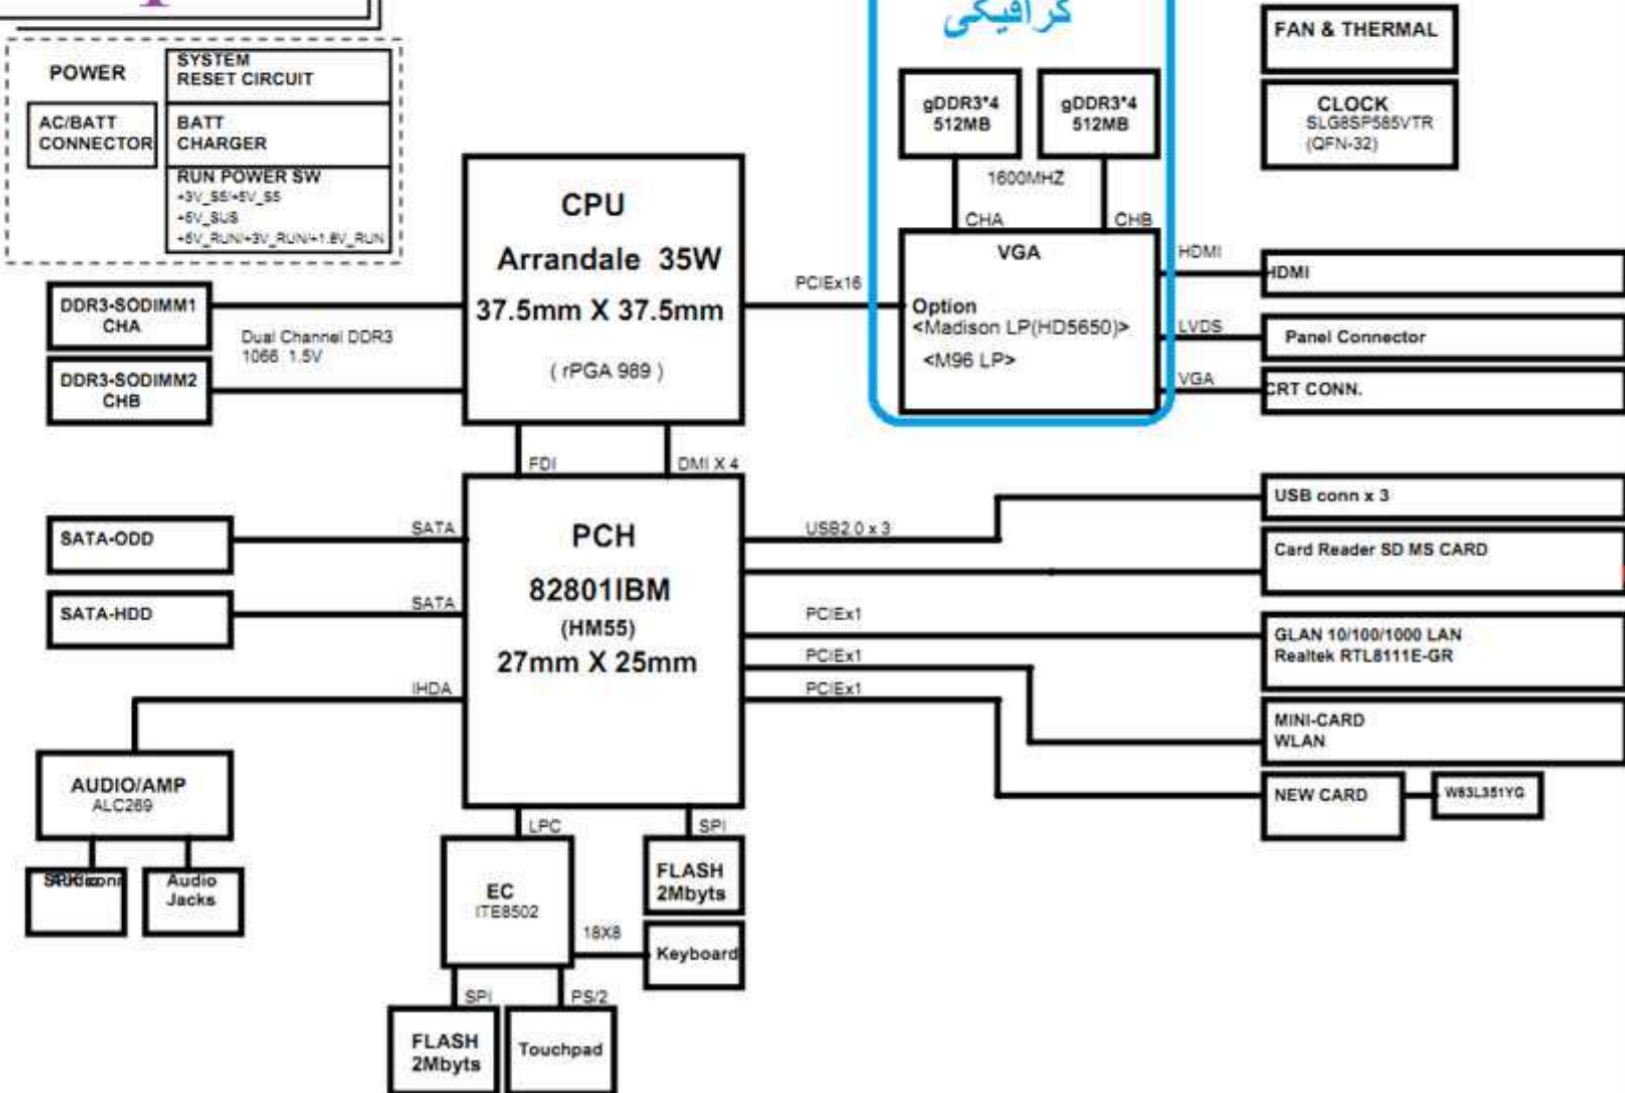 گرافیکی
POWER
AC/BATT
CONNECTOR
SYSTEM
RESET CIRCUIT
BATT
CHARGER
RUN POWER SW
+3V_S5/+5V_S5
+5V_SUS
+5V_RUN/+3V_RUN/+1.8V_RUN
FAN & THERMAL
CLOCK
SLG8SP585VTR
(QFN-32)
gDDR3*4
512MB
gDDR3*4
512MB
1600MHZ
CHA
CHB
CPU
Arrandale 35W
37.5mm X 37.5mm
( rPGA 989 )
PCIEx16
VGA
Option
<Madison LP(HD5650)>
<M96 LP>
HDMI
HDMI
LVDS
Panel Connector
VGA
CRT CONN.
DDR3-SODIMM1
CHA
Dual Channel DDR3
1066 1.5V
DDR3-SODIMM2
CHB
FDI
DMI X 4
SATA-ODD
SATA
SATA-HDD
SATA
IHDA
PCH
82801IBM
(HM55)
27mm X 25mm
USB2.0 x 3
USB conn x 3
Card Reader SD MS CARD
PCIEx1
GLAN 10/100/1000 LAN
Realtek RTL8111E-GR
PCIEx1
MINI-CARD
WLAN
PCIEx1
NEW CARD
W83L351YG
AUDIO/AMP
ALC269
Audio
Jacks
LPC
SPI
EC
ITE8502
FLASH
2Mbyts
18X8
Keyboard
SPI
PS/2
FLASH
2Mbyts
Touchpad